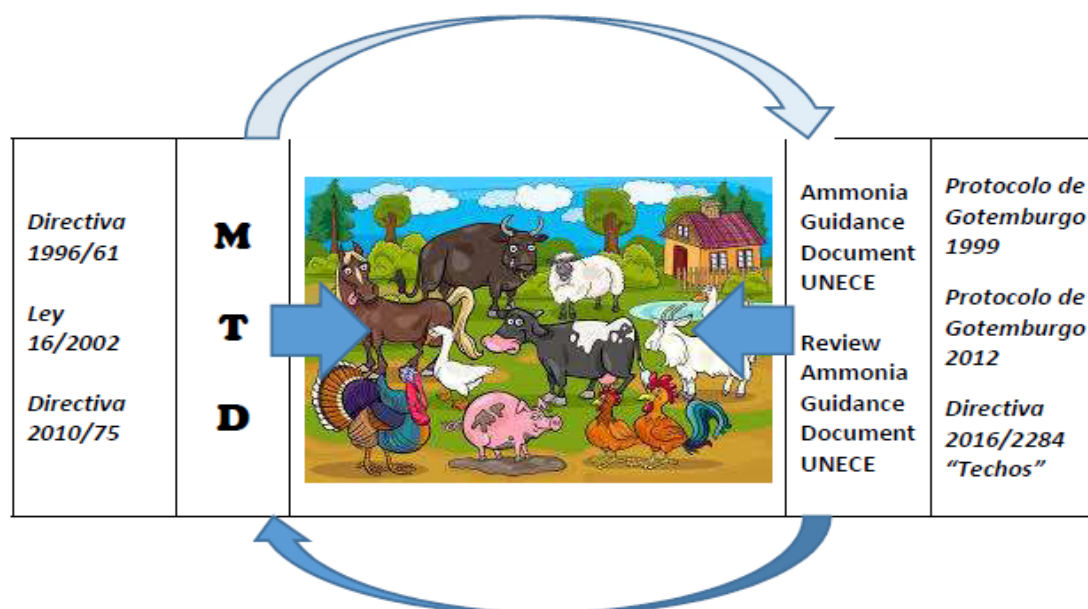 Directiva
1996/61
Ley
16/2002
Directiva
2010/75
M
T
D
Ammonia
Guidance
Document
UNECE
Review
Ammonia
Guidance
Document
UNECE
Protocolo de
Gotemburgo
1999
Protocolo de
Gotemburgo
2012
Directiva
2016/2284
“Techos”